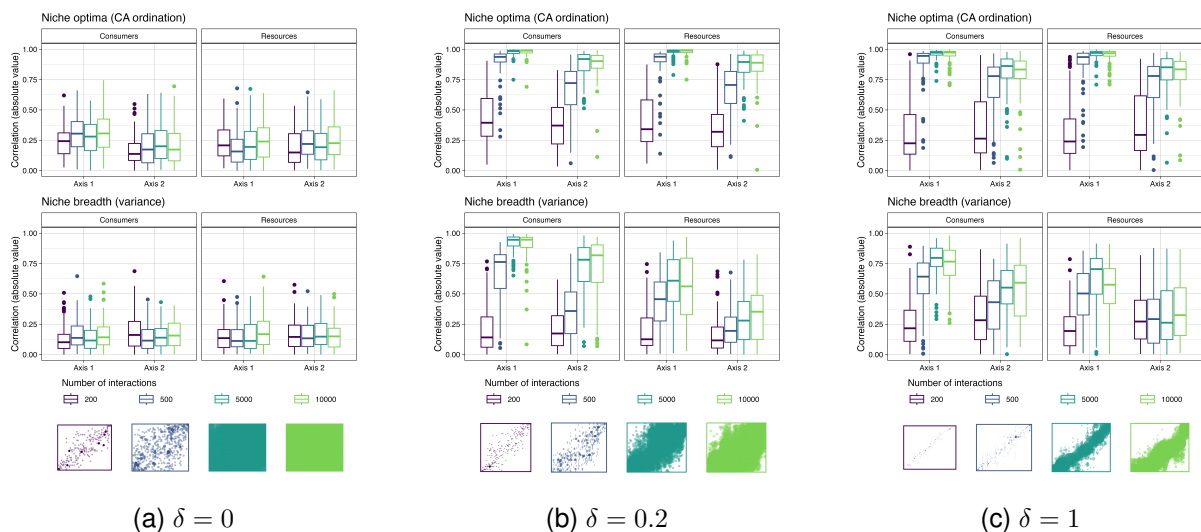 Niche optima (CA ordination)
Consumers
Resources
Correlation (absolute value)
1.00
0.75
0.50
0.25
0.00
Axis 1
Axis 2
Axis 1
Axis 2
Niche breadth (variance)
Consumers
Resources
Correlation (absolute value)
1.00
0.75
0.50
0.25
0.00
Axis 1
Axis 2
Axis 1
Axis 2
Number of interactions
200
500
5000
10000
(a) δ = 0
Niche optima (CA ordination)
Consumers
Resources
Correlation (absolute value)
1.00
0.75
0.50
0.25
0.00
Axis 1
Axis 2
Axis 1
Axis 2
Niche breadth (variance)
Consumers
Resources
Correlation (absolute value)
1.00
0.75
0.50
0.25
0.00
Axis 1
Axis 2
Axis 1
Axis 2
Number of interactions
200
500
5000
10000
(b) δ = 0.2
Niche optima (CA ordination)
Consumers
Resources
Correlation (absolute value)
1.00
0.75
0.50
0.25
0.00
Axis 1
Axis 2
Axis 1
Axis 2
Niche breadth (variance)
Consumers
Resources
Correlation (absolute value)
1.00
0.75
0.50
0.25
0.00
Axis 1
Axis 2
Axis 1
Axis 2
Number of interactions
200
500
5000
10000
(c) δ = 1